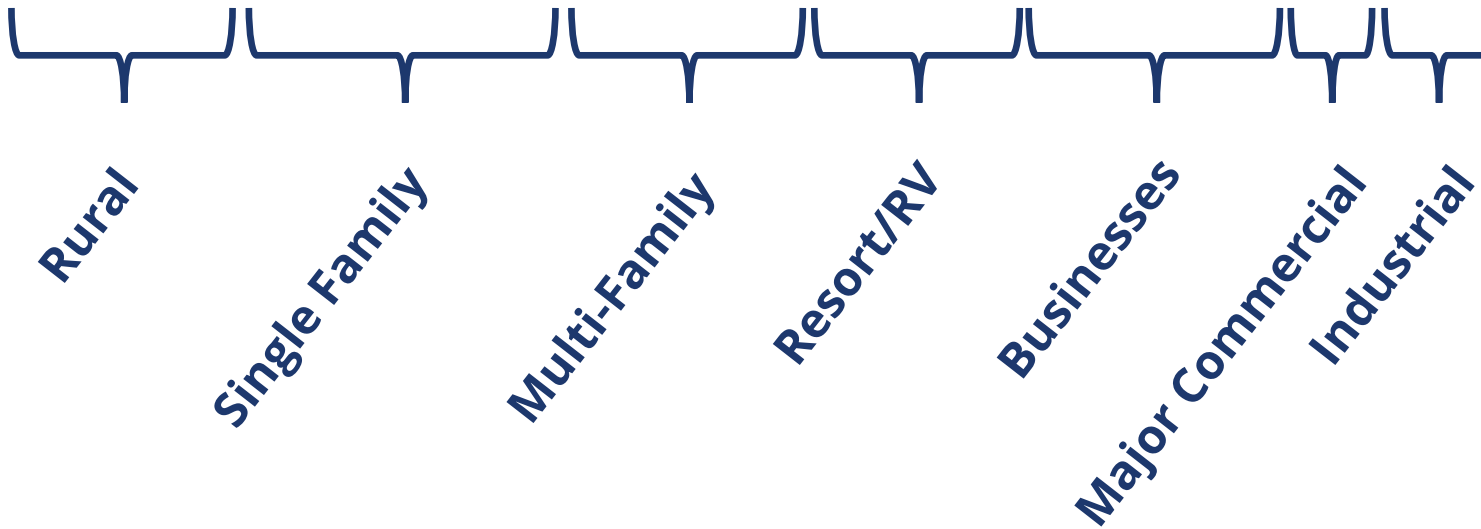 Rural
Single Family
Multi-Family
Resort/RV
Businesses
Major Commercial
Industrial